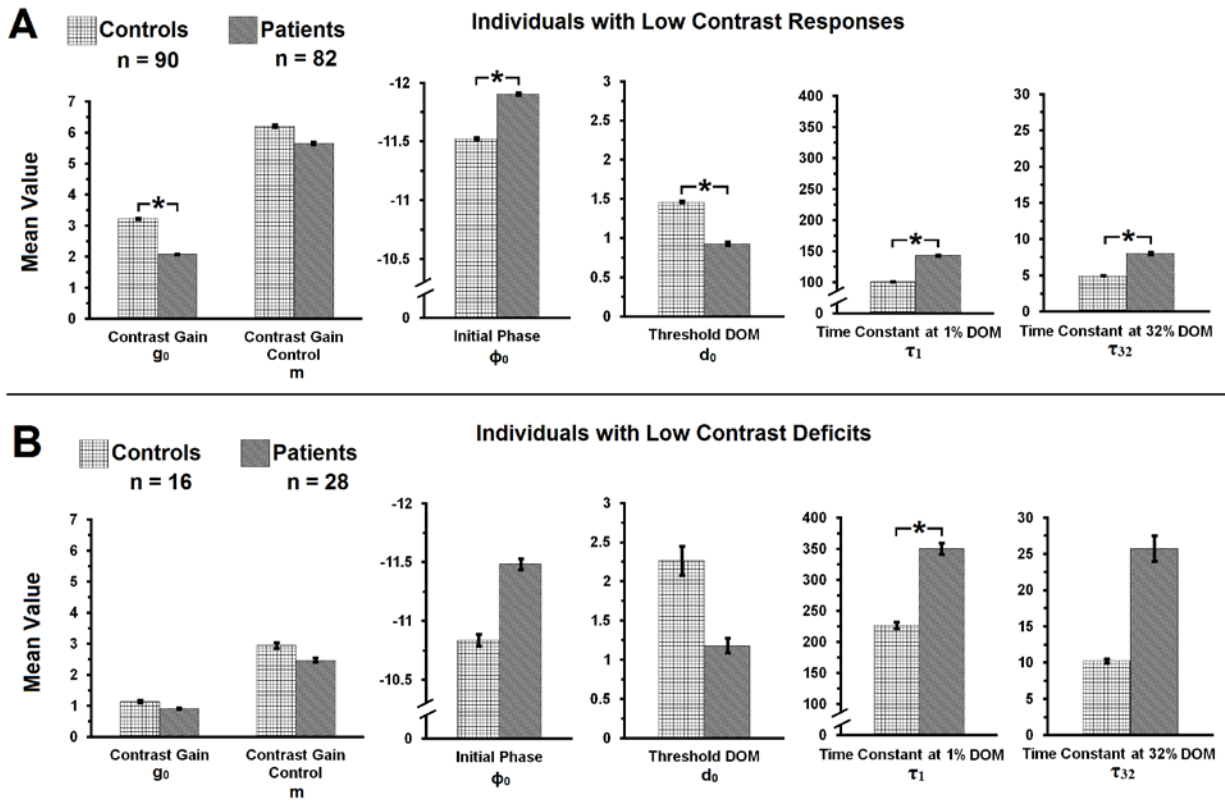 A
Controls
n = 90
Patients
n = 82
Individuals with Low Contrast Responses
Mean Value
7
6
5
4
3
2
1
0
*
Contrast Gain
g₀
Contrast Gain
Control
m
-12
-11.5
-11
-10.5
0
*
Initial Phase
ϕ₀
3
2.5
2
1.5
1
0.5
0
*
Threshold DOM
d₀
400
350
300
250
200
150
100
0
*
Time Constant at 1% DOM
τ₁
30
25
20
15
10
5
0
*
Time Constant at 32% DOM
τ₃₂
B
Controls
n = 16
Patients
n = 28
Individuals with Low Contrast Deficits
Mean Value
7
6
5
4
3
2
1
0
Contrast Gain
g₀
Contrast Gain
Control
m
-12
-11.5
-11
-10.5
0
Initial Phase
ϕ₀
3
2.5
2
1.5
1
0.5
0
Threshold DOM
d₀
400
350
300
250
200
150
100
0
*
Time Constant at 1% DOM
τ₁
30
25
20
15
10
5
0
Time Constant at 32% DOM
τ₃₂